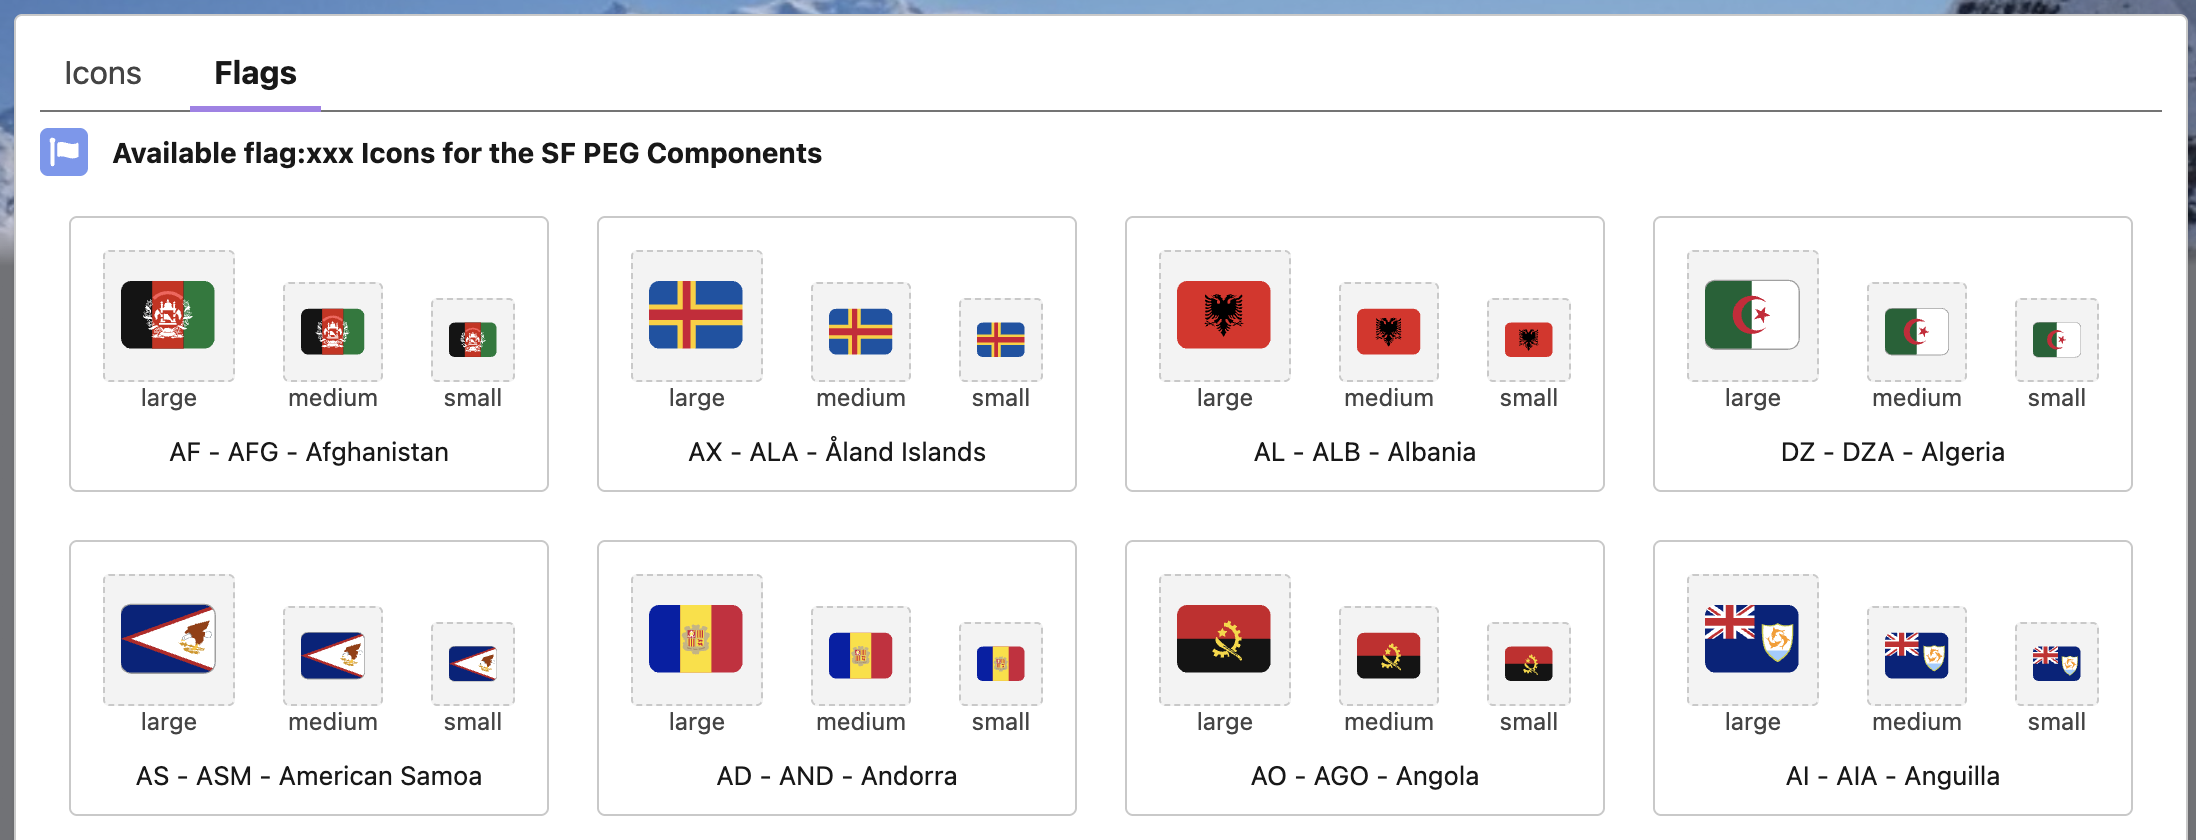 Icons Flags
Available flag:xxx Icons for the SF PEG Components
large medium small large medium small large medium small large medium small
AF - AFG - Afghanistan AX - ALA - Åland Islands AL - ALB - Albania DZ - DZA - Algeria
large medium small large medium small large medium small large medium small
AS - ASM - American Samoa AD - AND - Andorra AO - AGO - Angola AI - AIA - Anguilla